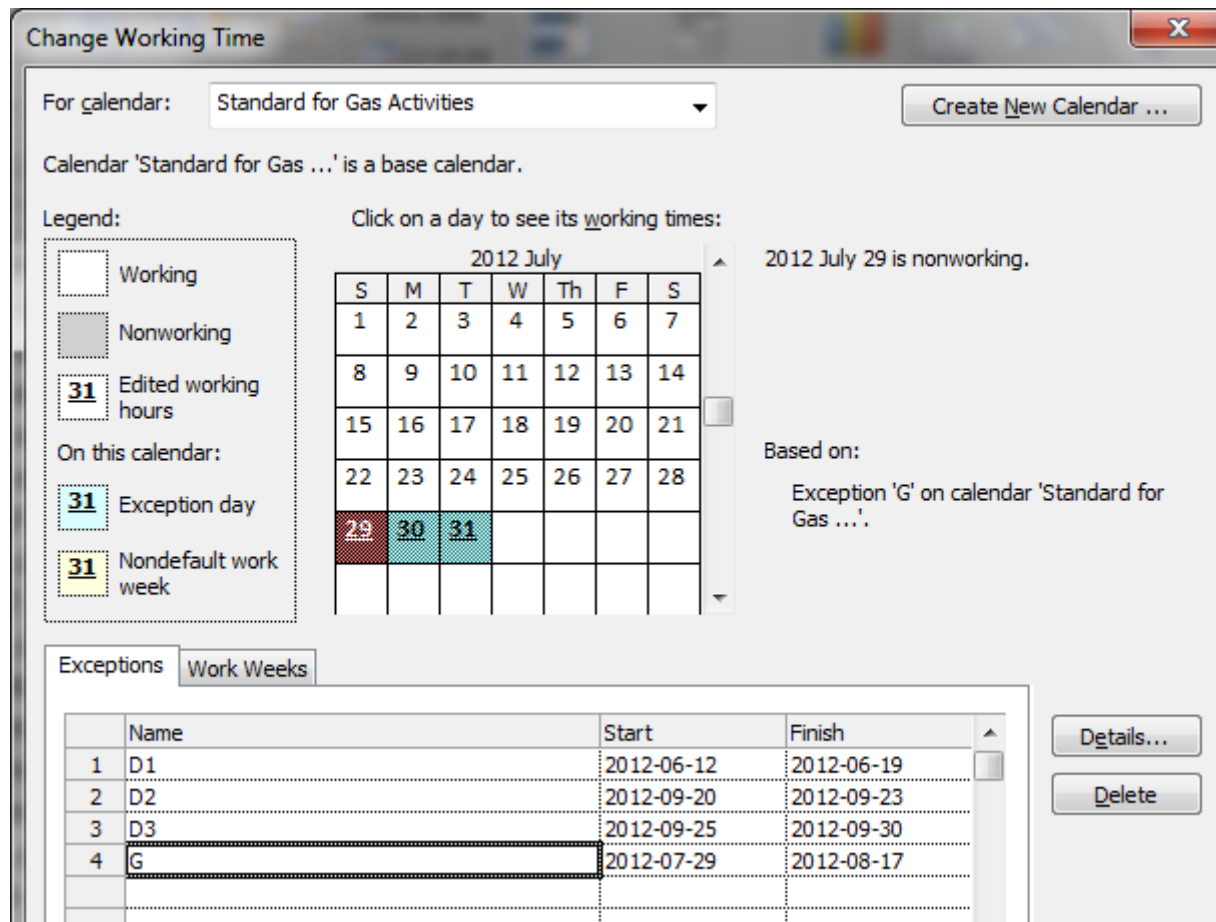 Change Working Time
For calendar: Standard for Gas Activities Create New Calendar ...
Calendar 'Standard for Gas ...' is a base calendar.
Legend: Click on a day to see its working times:
Working
Nonworking
31 Edited working
hours
On this calendar:
31 Exception day
31 Nondefault work
week
2012 July
S M T W Th F S
1 2 3 4 5 6 7
8 9 10 11 12 13 14
15 16 17 18 19 20 21
22 23 24 25 26 27 28
29 30 31
2012 July 29 is nonworking.
Based on:
Exception 'G' on calendar 'Standard for
Gas ...'.
Exceptions Work Weeks
Name Start Finish
1 D1 2012-06-12 2012-06-19
2 D2 2012-09-20 2012-09-23
3 D3 2012-09-25 2012-09-30
4 G 2012-07-29 2012-08-17
Details...
Delete